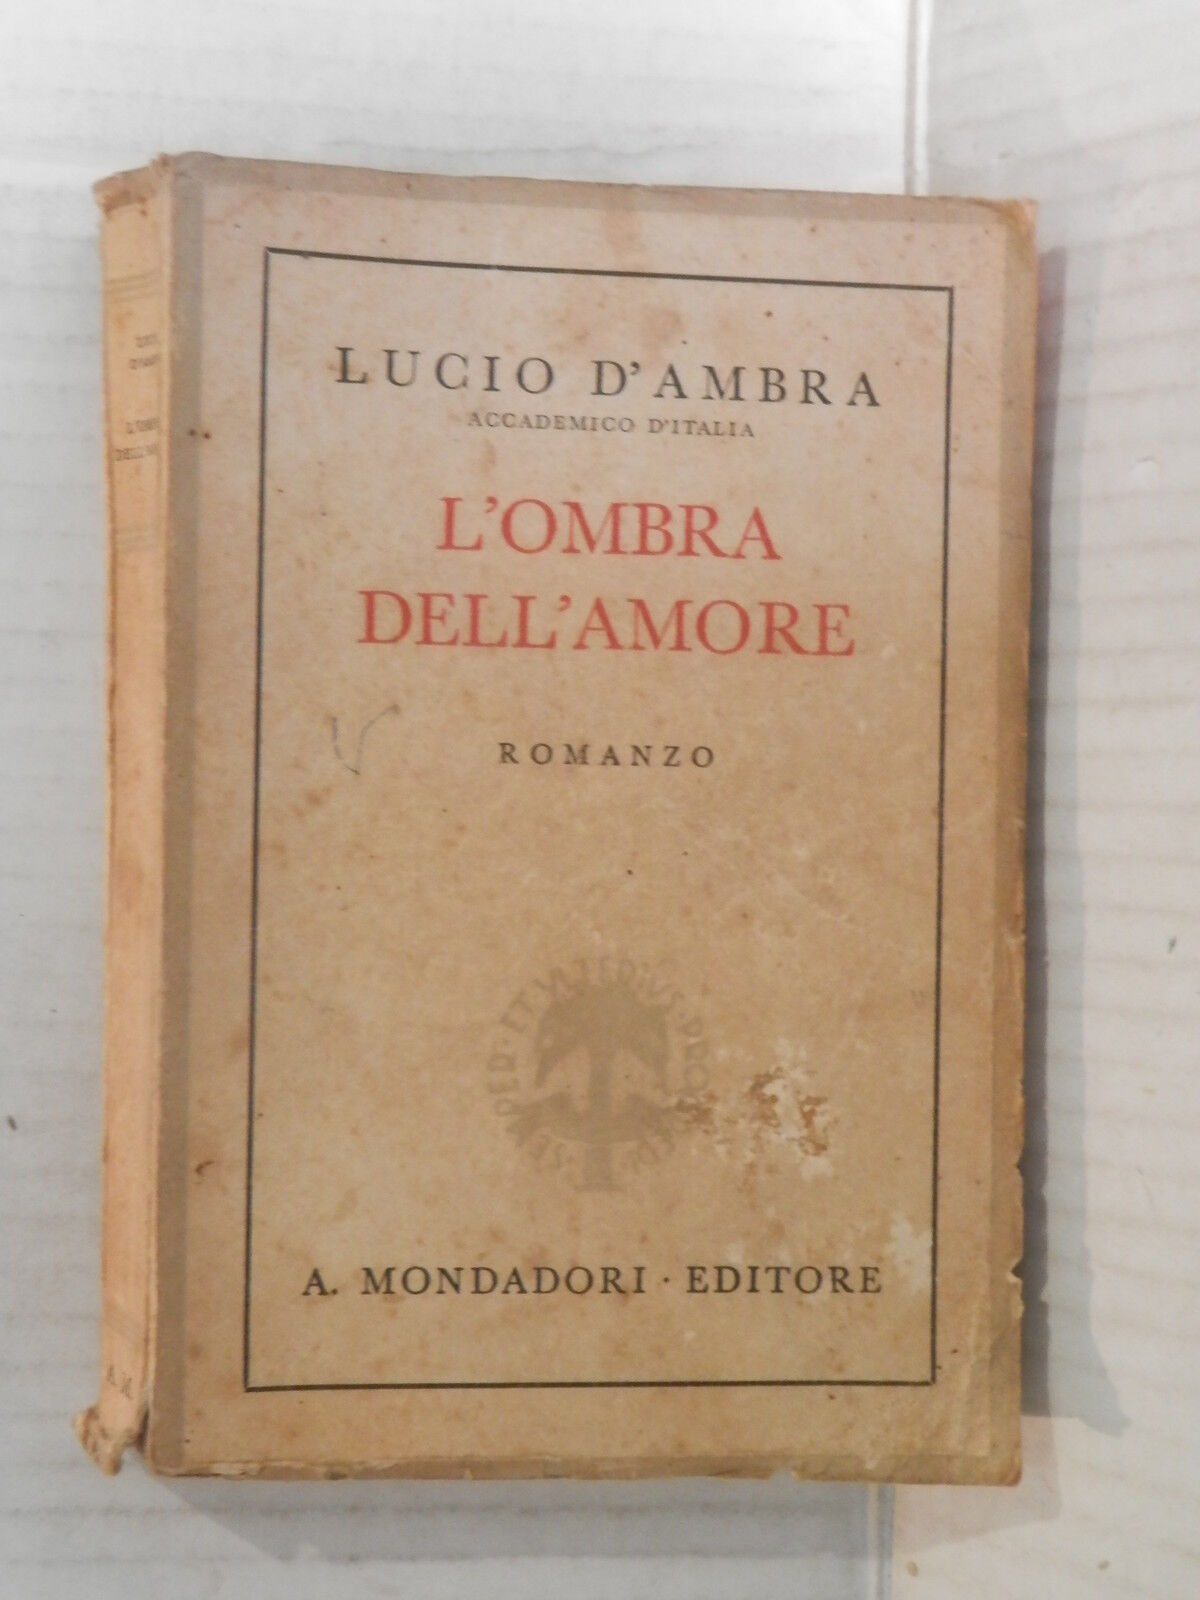 LUCIO D'AMBRA
ACCADEMICO D'ITALIA
L'OMBRA
DELL'AMORE
ROMANZO
A. MONDADORI · EDITORE